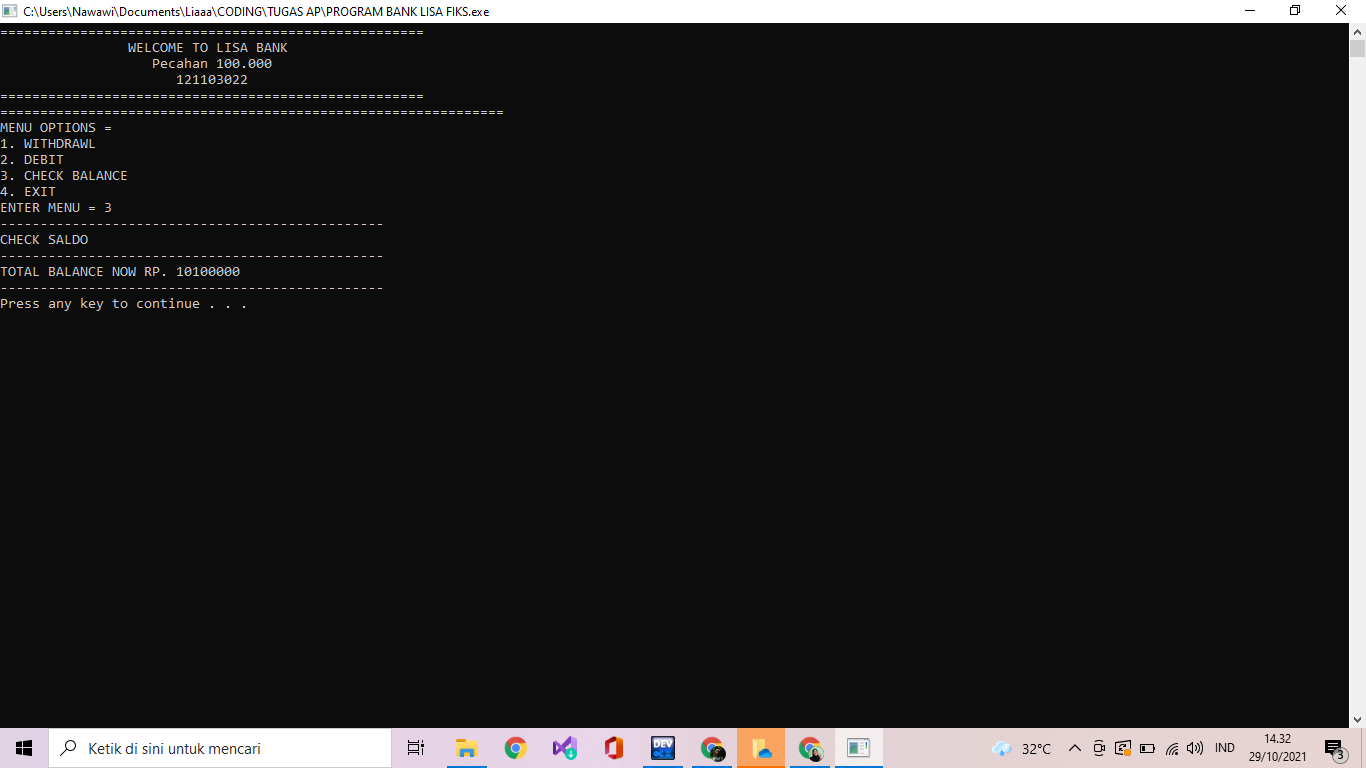 C:\Users\Nawawi\Documents\Liaaa\CODING\TUGAS AP\PROGRAM BANK LISA FIKS.exe
=====================================================
WELCOME TO LISA BANK
Pecahan 100.000
121103022
=====================================================
===============================================================
MENU OPTIONS =
1. WITHDRAWL
2. DEBIT
3. CHECK BALANCE
4. EXIT
ENTER MENU = 3
------------------------------------------------
CHECK SALDO
------------------------------------------------
TOTAL BALANCE NOW RP. 10100000
------------------------------------------------
Press any key to continue . . .
Ketik di sini untuk mencari
DEV
32°C
IND
14.32
29/10/2021
3